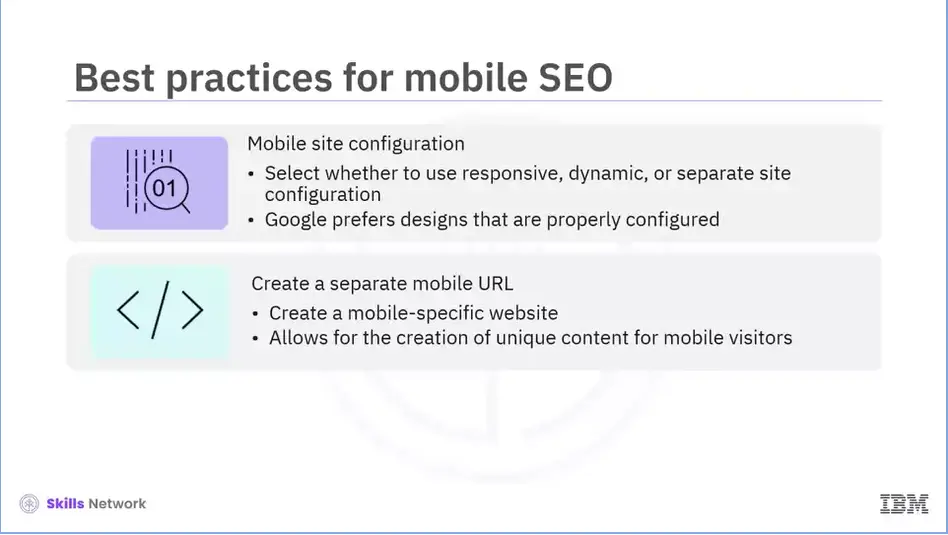 Best practices for mobile SEO
01
Mobile site configuration
• Select whether to use responsive, dynamic, or separate site
configuration
• Google prefers designs that are properly configured
</>
Create a separate mobile URL
• Create a mobile-specific website
• Allows for the creation of unique content for mobile visitors
Skills Network
IBM